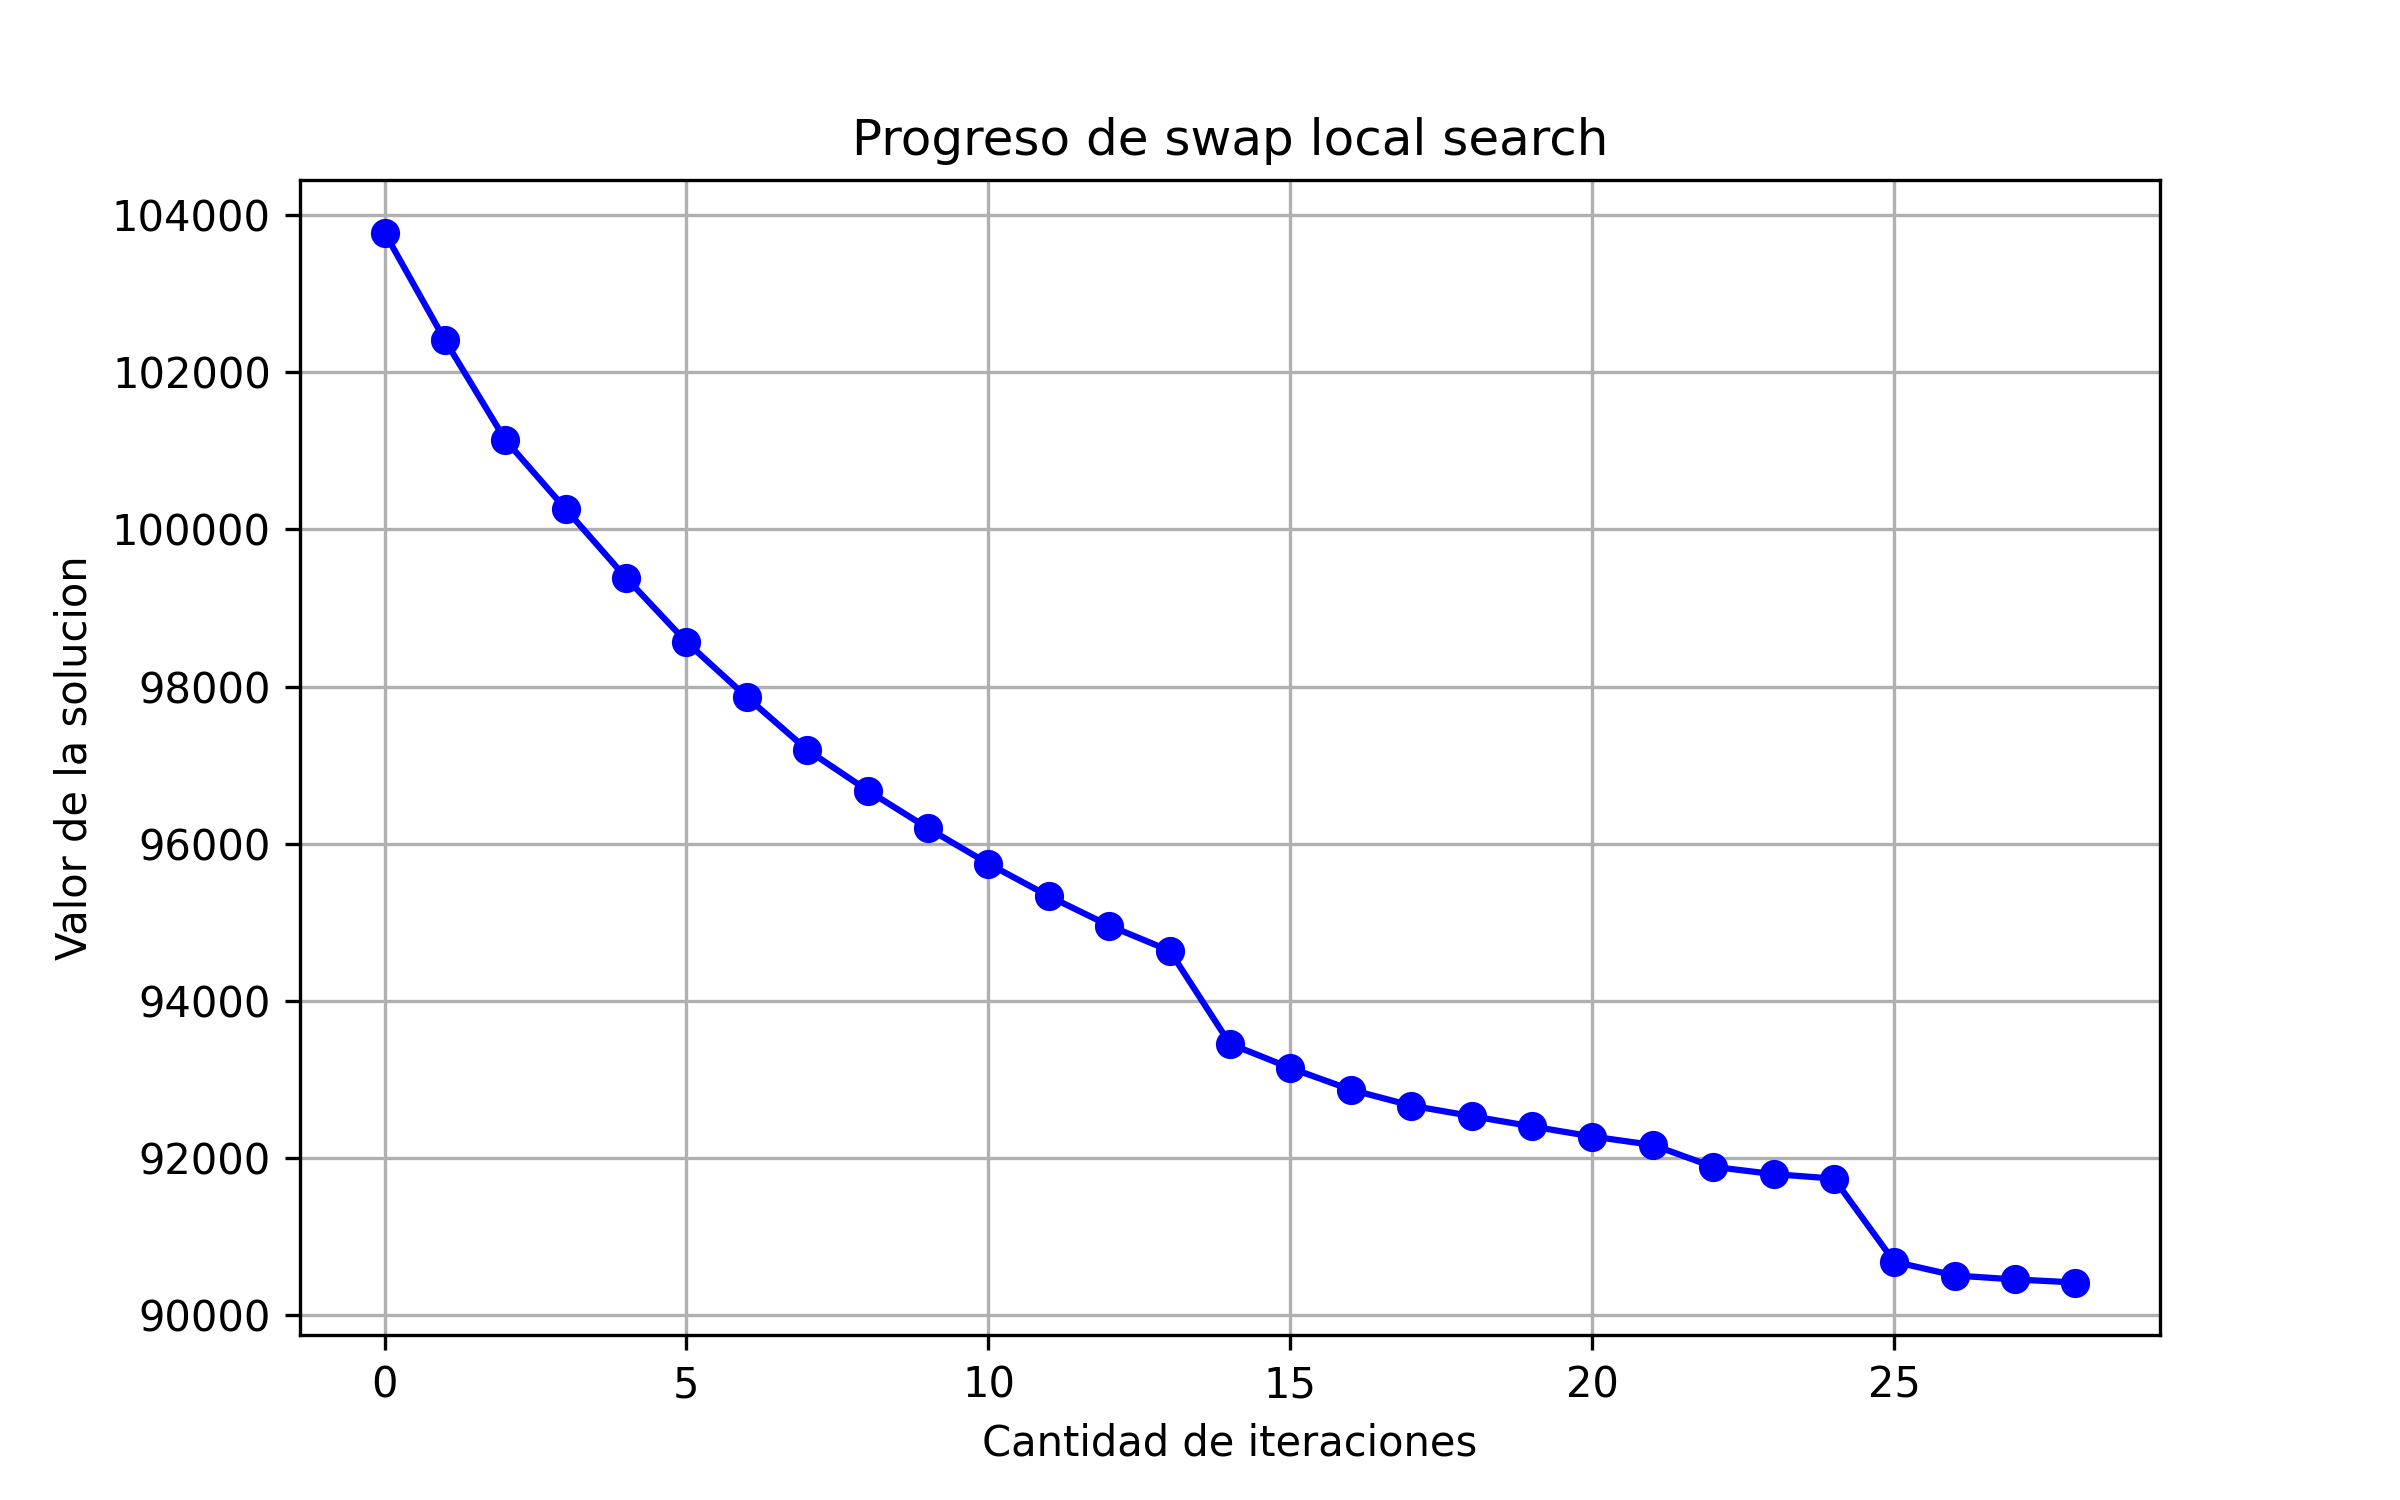 Progreso de swap local search
Valor de la solucion
104000
102000
100000
98000
96000
94000
92000
90000
0 5 10 15 20 25
Cantidad de iteraciones